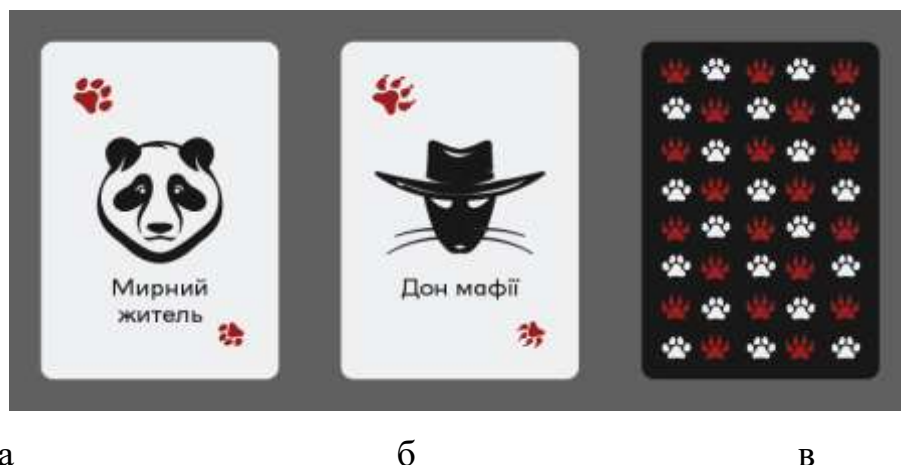 Мирний
житель
Дон мафії
а
б
в